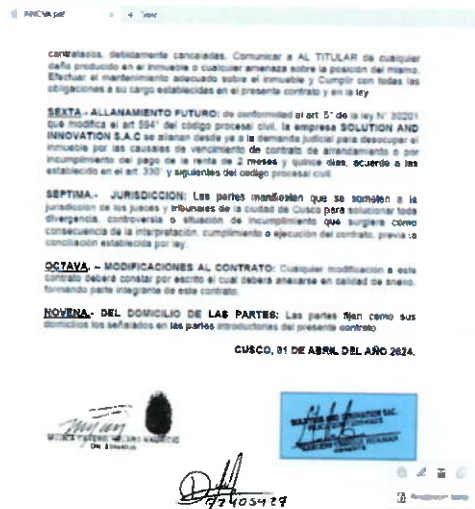 contratados, debidamente canceladas. Comunicar a AL TITULAR de cualquier
daño producido en el inmueble o cualquier amenaza sobre la posición del mismo.
Efectuar el mantenimiento adecuado sobre el inmueble y Cumplir con todas las
obligaciones a su cargo establecidas en el presente contrato y en la ley
SEXTA.- ALLANAMIENTO FUTURO: de conformidad al art 5° de la ley N° 30201
que modifica el art 594° del código procesal civil, la empresa SOLUTION AND
INNOVATION S.A.C se allanan desde ya a la demanda judicial para desocupar el
inmueble por las causales de vencimiento de contrato de arrendamiento o por
incumplimiento del pago de la renta de 2 meses y quince días, acuerdo a las
establecido en el art 330° y siguientes del codigo procesal civil.
SEPTIMA.- JURISDICCION: Las partes manifiesten que se someten a la
jurisdicción de los jueces y tribunales de la ciudad de Cusco para solucionar toda
divergencia, controversia o situación de incumplimiento que surgiera como
consecuencia de la interpretación, cumplimiento o ejecución del contrato, previa la
conciliación establecida por ley.
OCTAVA. – MODIFICACIONES AL CONTRATO: Cualquier modificación a este
contrato deberá constar por escrito el cual deberá anexarse en calidad de anexo,
formando parte integrante de este contrato.
NOVENA.- DEL DOMICILIO DE LAS PARTES: Las partes fijan como sus
domicilios los señalados en las partes introductorias del presente contrato
CUSCO, 01 DE ABRIL DEL AÑO 2024.
SOLUTION AND INNOVATION SAC.
72405427